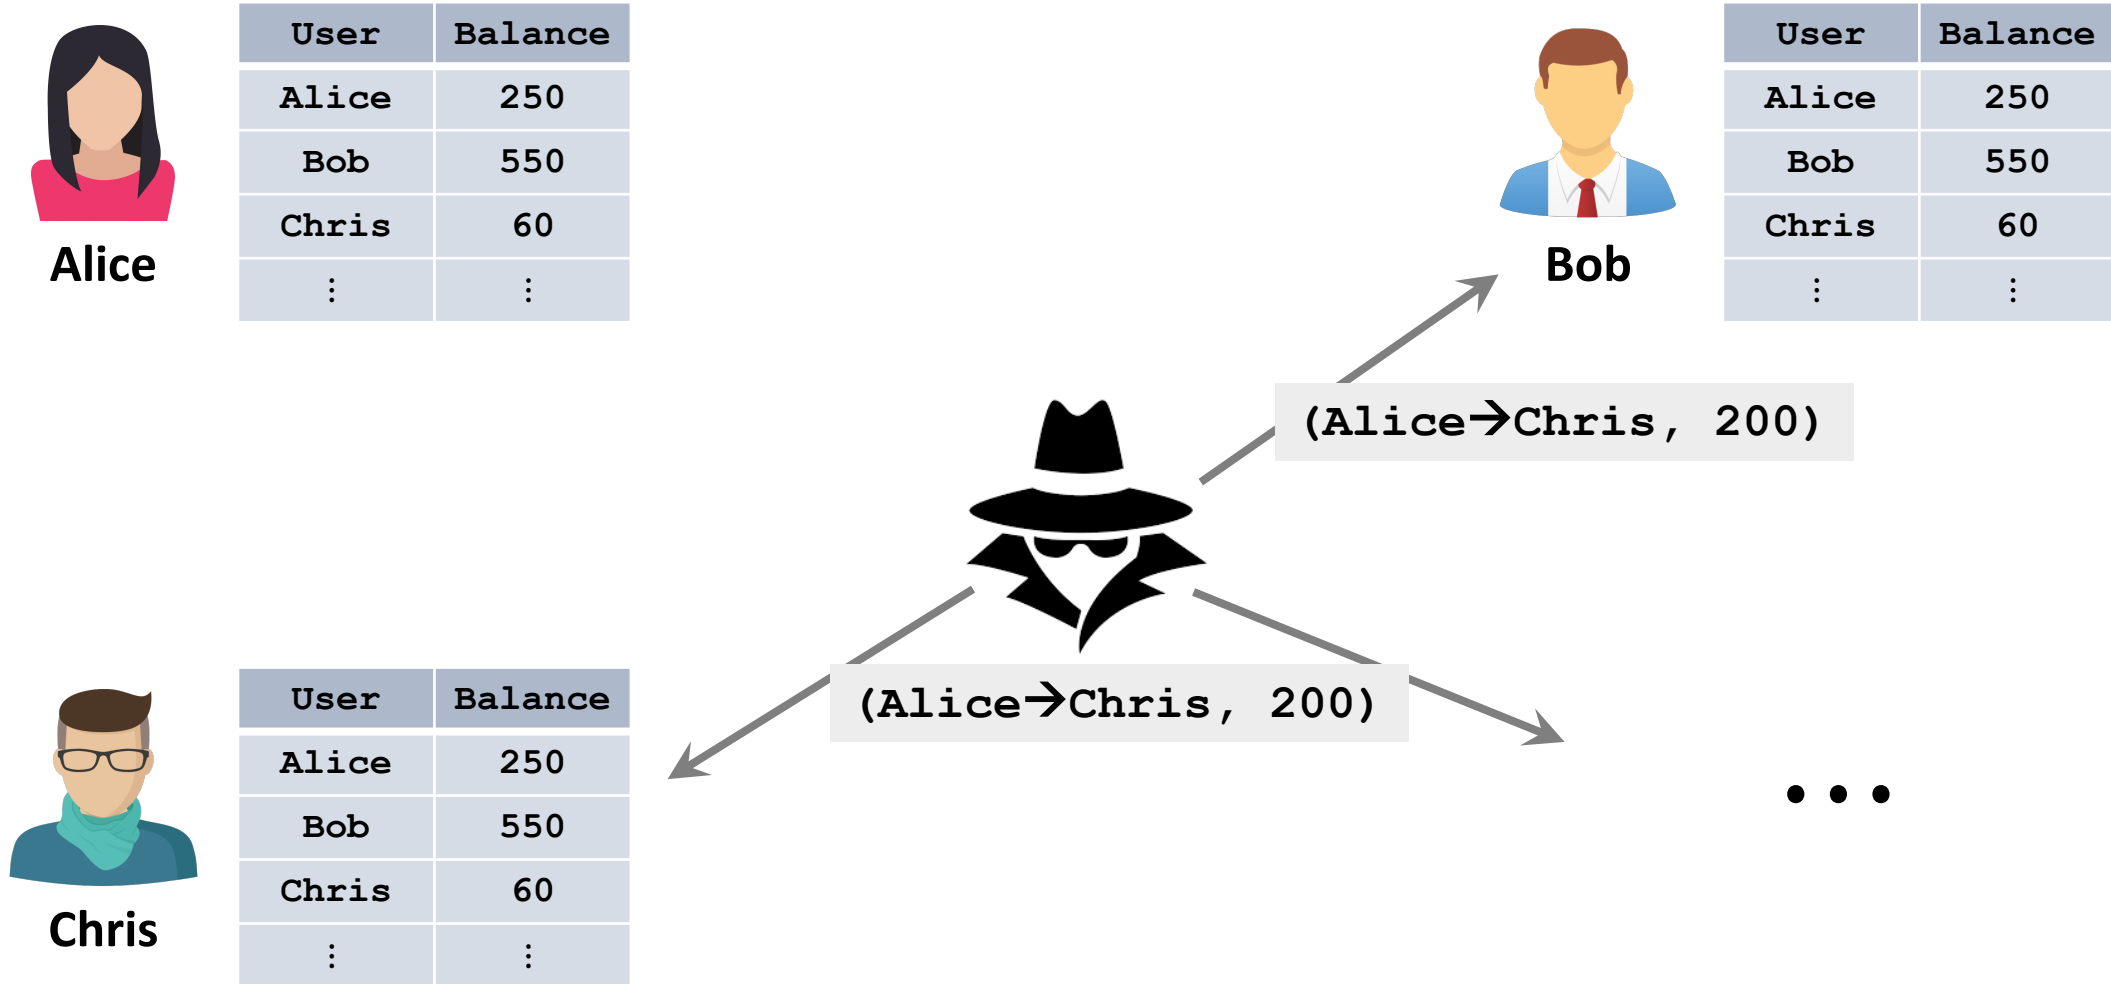 User Balance
Alice 250
Bob 550
Chris 60
⋮ ⋮
Alice
User Balance
Alice 250
Bob 550
Chris 60
⋮ ⋮
Bob
(Alice→Chris, 200)
(Alice→Chris, 200)
User Balance
Alice 250
Bob 550
Chris 60
⋮ ⋮
Chris
...